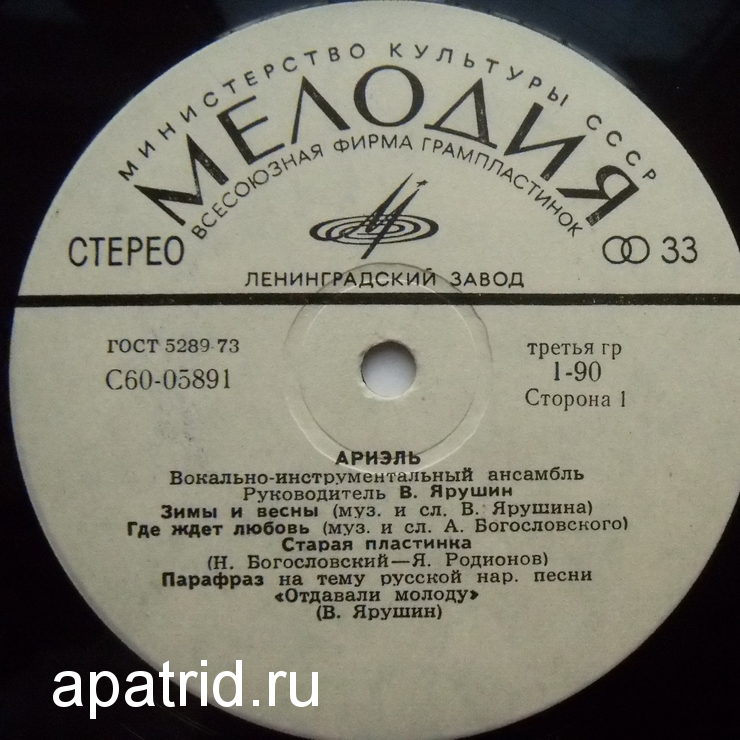 МИНИСТЕРСТВО КУЛЬТУРЫ СССР
МЕЛОДИЯ
ВСЕСОЮЗНАЯ ФИРМА ГРАМПЛАСТИНОК
СТЕРЕО
33
ЛЕНИНГРАДСКИЙ ЗАВОД
ГОСТ 5289-73
третья гр
С60-05891
1-90
Сторона 1
АРИЭЛЬ
Вокально-инструментальный ансамбль
Руководитель В. Ярушин
Зимы и весны (муз. и сл. В. Ярушина)
Где ждет любовь (муз. и сл. А. Богословского)
Старая пластинка
(Н. Богословский—Я. Родионов)
Парафраз на тему русской нар. песни
«Отдавали молоду»
(В. Ярушин)
apatrid.ru